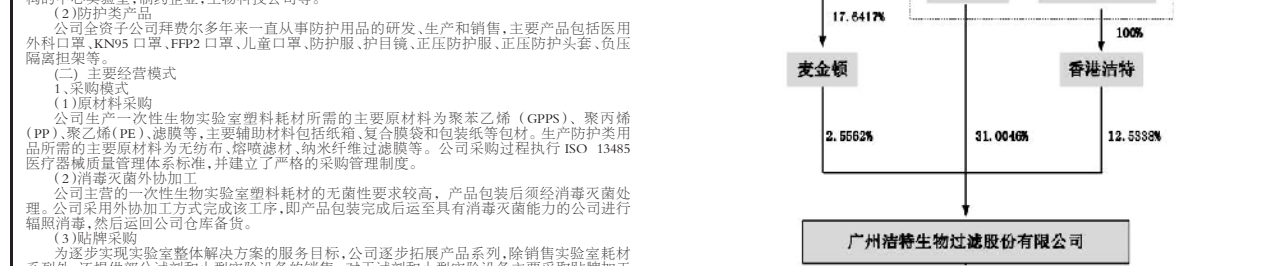 (2)防护类产品
公司全资子公司拜费尔多年来一直从事防护用品的研发、生产和销售,主要产品包括医用
外科口罩、KN95 口罩、FFP2 口罩、儿童口罩、防护服、护目镜、正压防护服、正压防护头套、负压
隔离担架等。
(二) 主要经营模式
1、采购模式
(1)原材料采购
公司生产一次性生物实验室塑料耗材所需的主要原材料为聚苯乙烯 (GPPS)、聚丙烯
(PP)、聚乙烯(PE)、滤膜等,主要辅助材料包括纸箱、复合膜袋和包装纸等包材。生产防护类用
品所需的主要原材料为无纺布、熔喷滤材、纳米纤维过滤膜等。公司采购过程执行 ISO 13485
医疗器械质量管理体系标准,并建立了严格的采购管理制度。
(2)消毒灭菌外协加工
公司主营的一次性生物实验室塑料耗材的无菌性要求较高, 产品包装后须经消毒灭菌处
理。公司采用外协加工方式完成该工序,即产品包装完成后运至具有消毒灭菌能力的公司进行
辐照消毒,然后运回公司仓库备货。
(3)贴牌采购
为逐步实现实验室整体解决方案的服务目标,公司逐步拓展产品系列,除销售实验室耗材
17.6417%
100%
麦金顿
香港洁特
2.5562%
31.0046%
12.5338%
广州洁特生物过滤股份有限公司